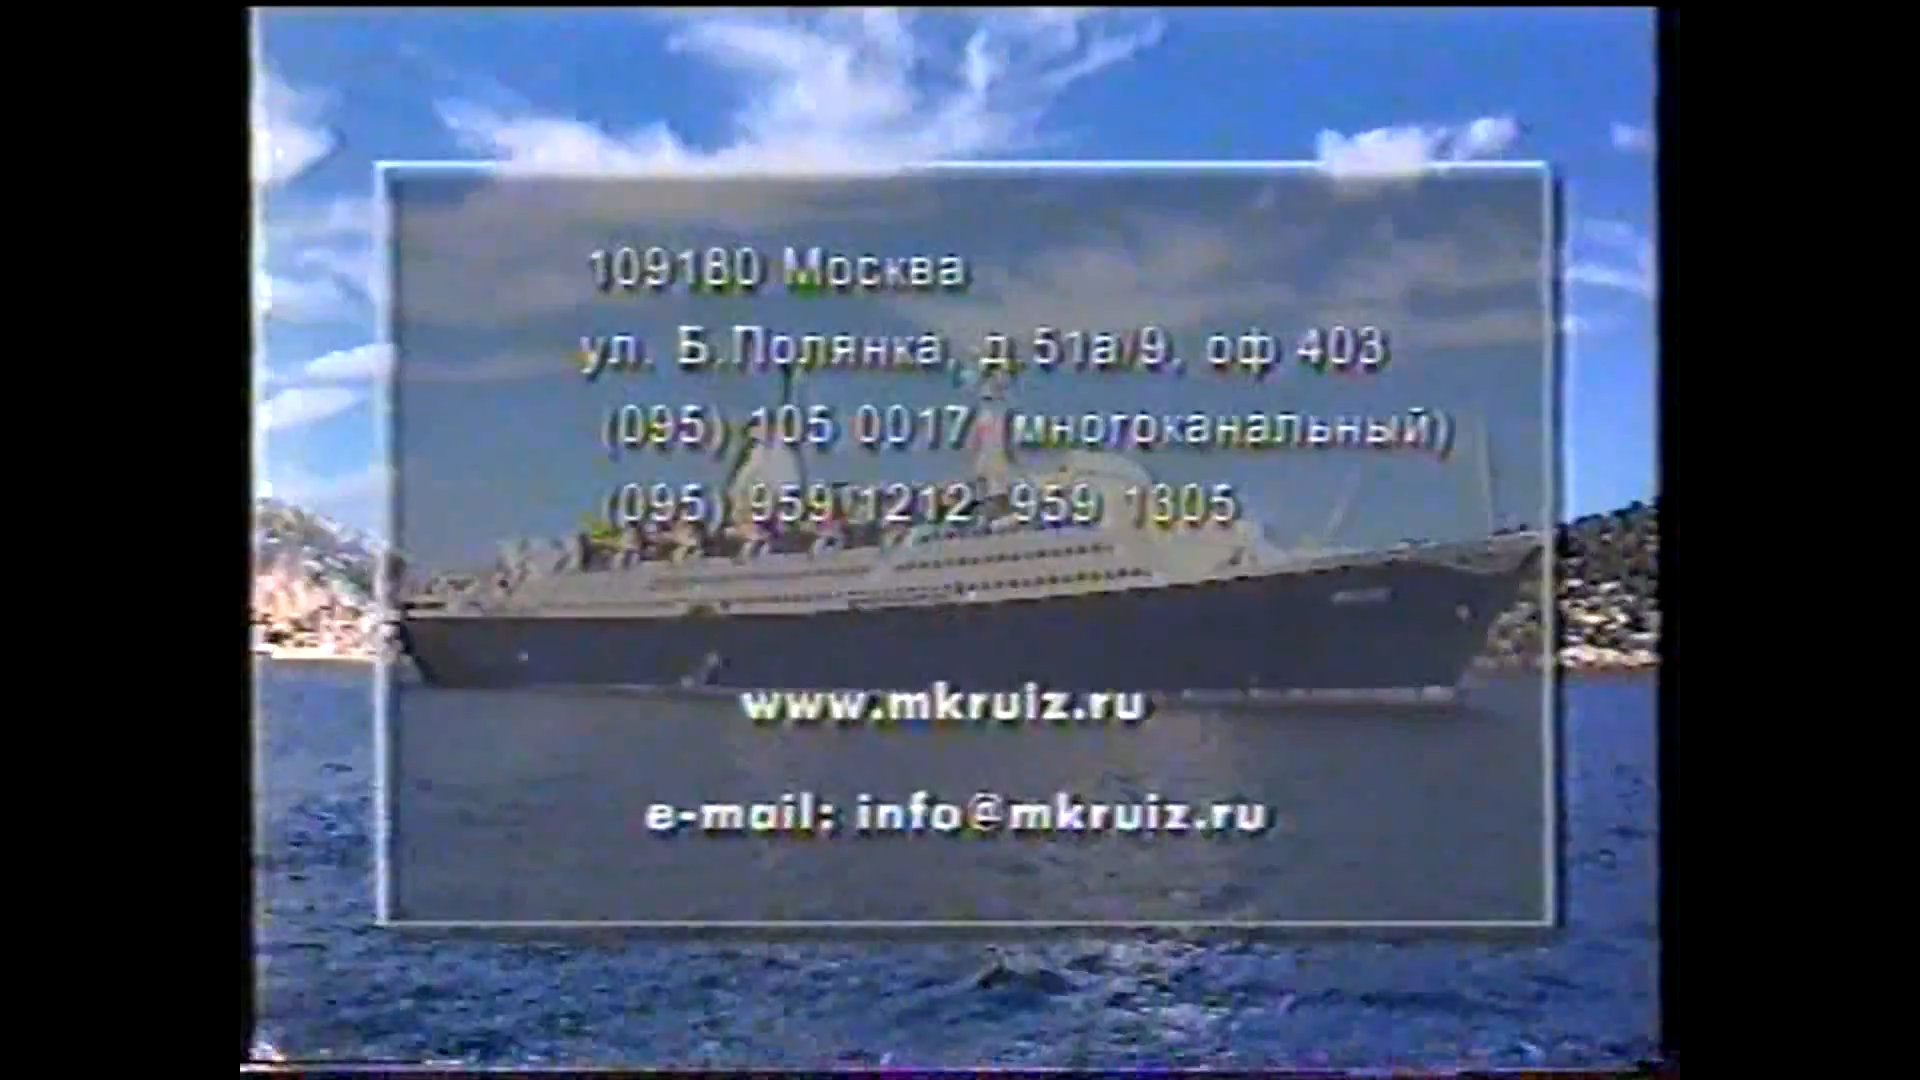 109180 Москва
ул. Б.Полянка, д.51а/9, оф 403
(095) 105 0017 (многоканальный)
(095) 959 1212, 959 1305
www.mkruiz.ru
e-mail: info@mkruiz.ru